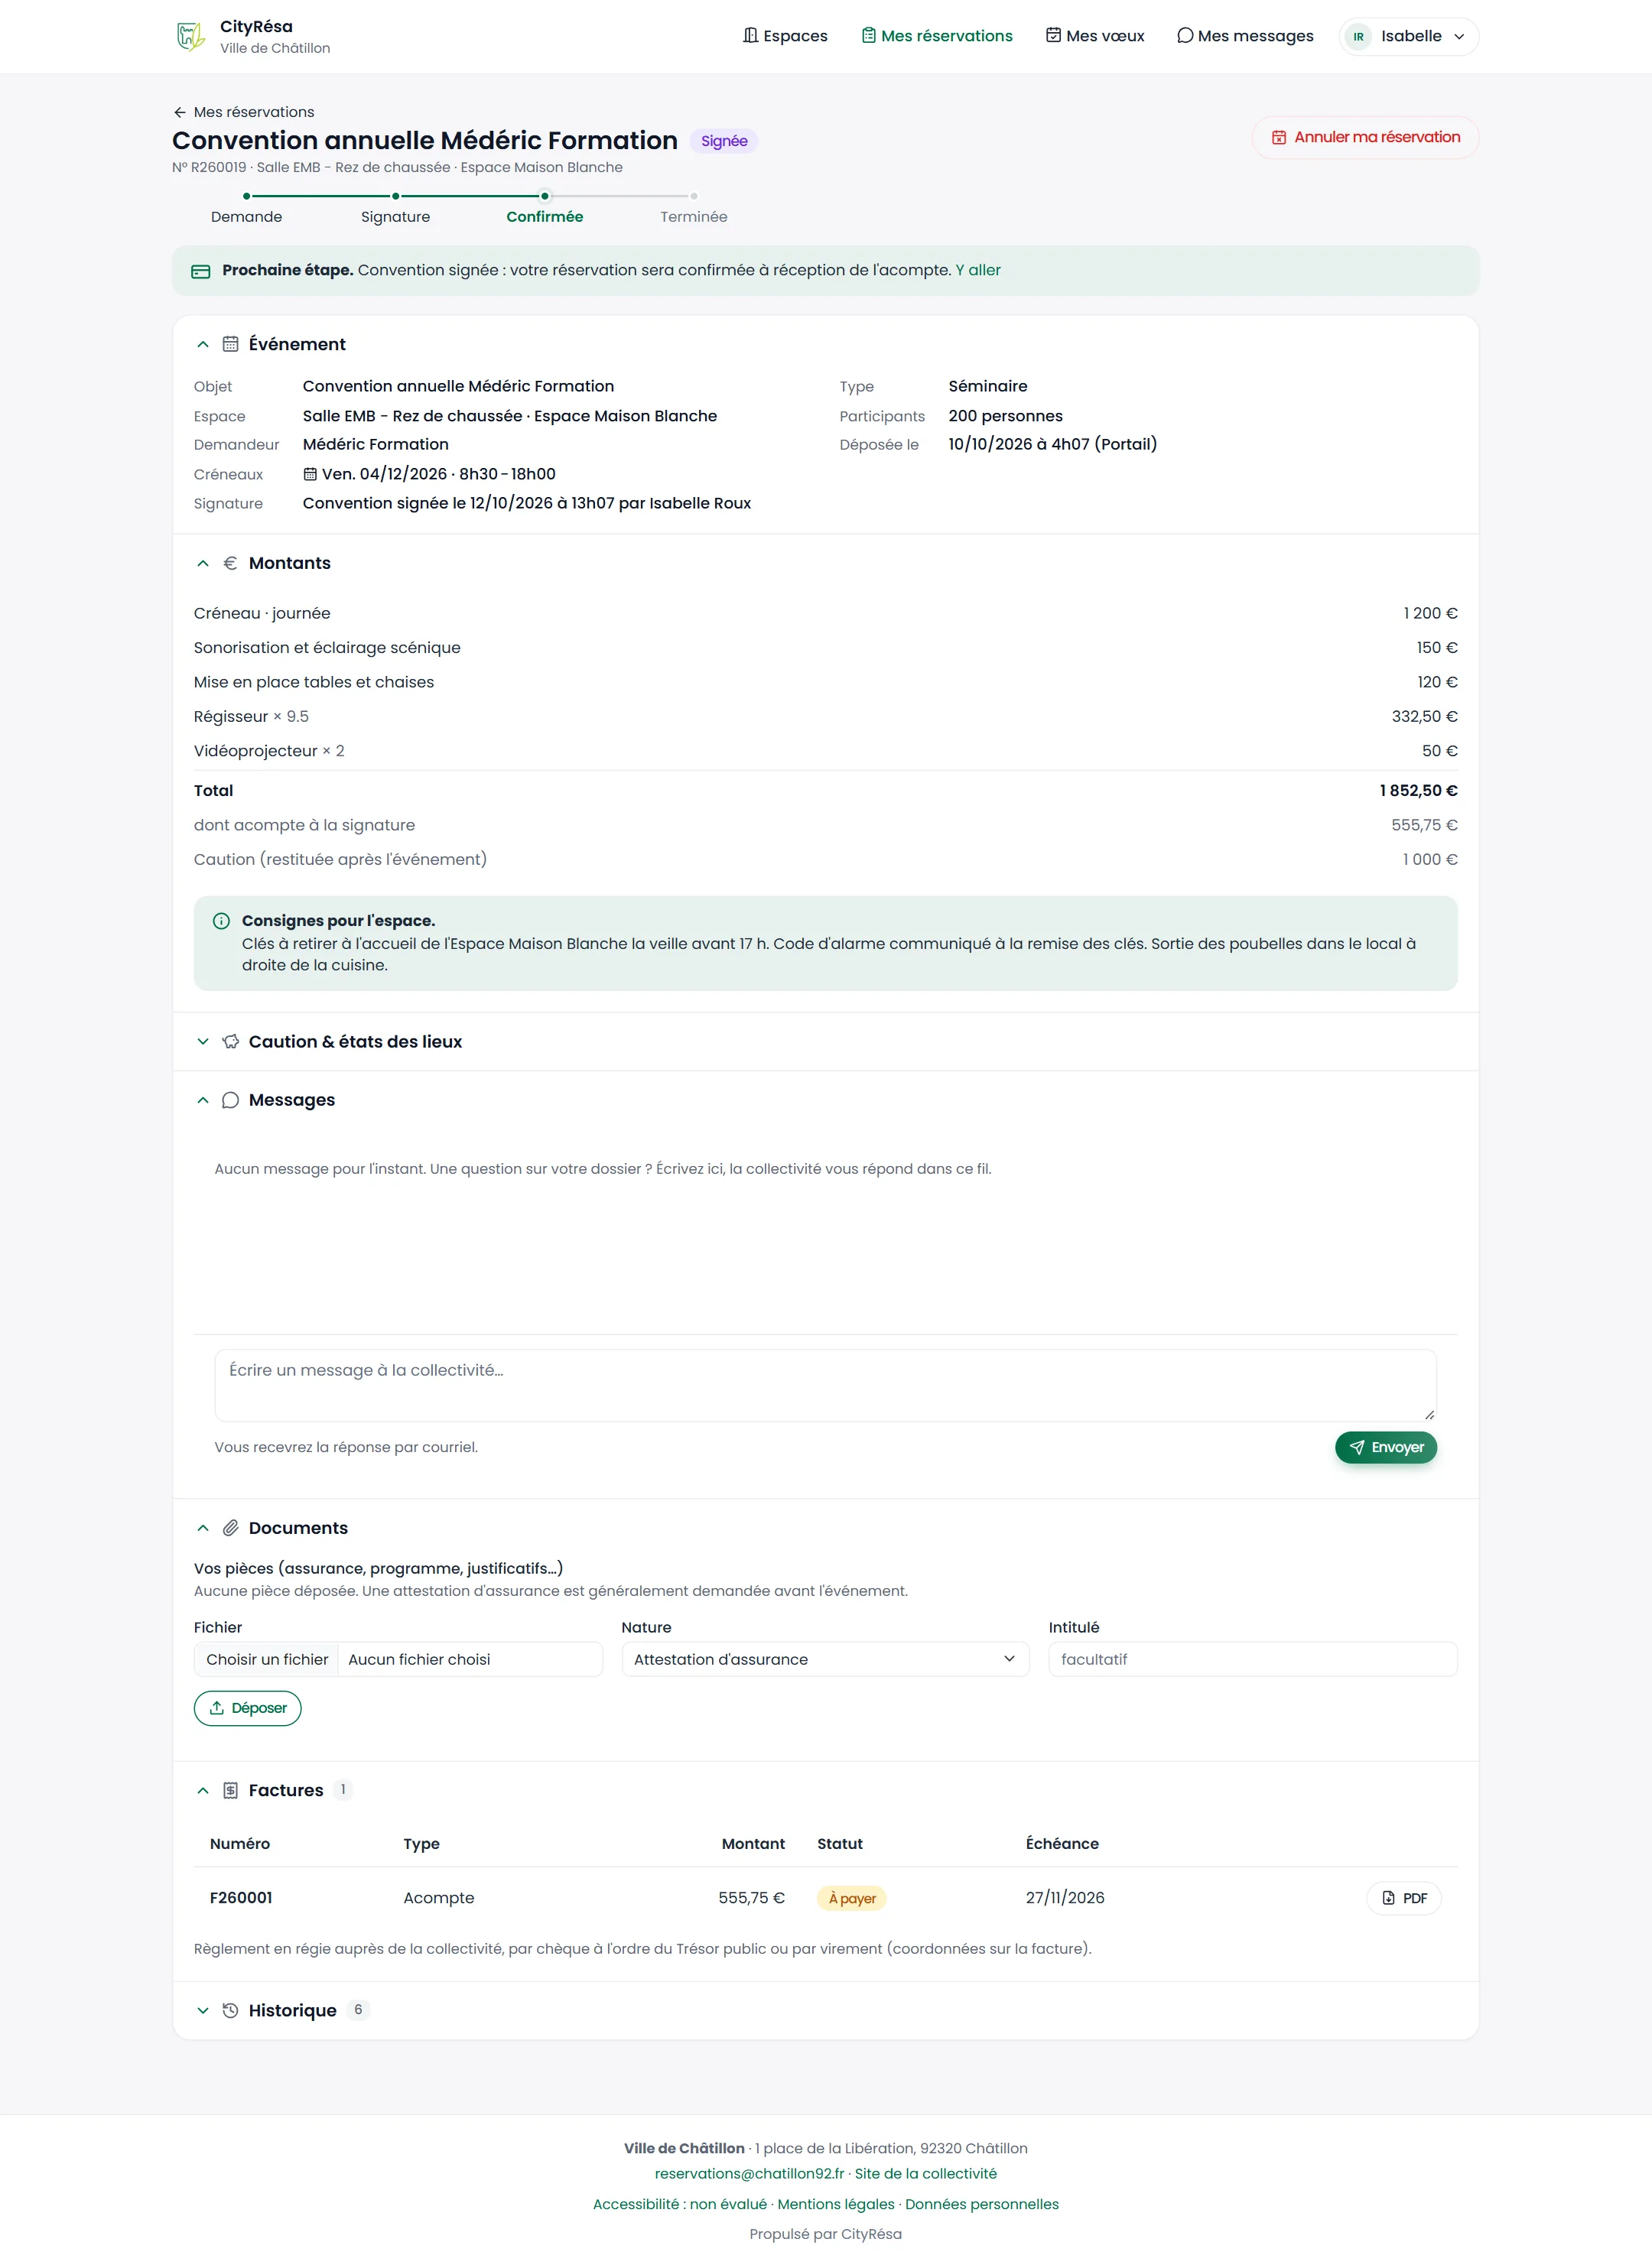 CityRésa
Ville de Châtillon
Espaces
Mes réservations
Mes vœux
Mes messages
IR
Isabelle
Mes réservations
Convention annuelle Médéric Formation
Signée
Annuler ma réservation
N° R260019 · Salle EMB - Rez de chaussée · Espace Maison Blanche
Demande
Signature
Confirmée
Terminée
Prochaine étape. Convention signée : votre réservation sera confirmée à réception de l'acompte. Y aller
Événement
Objet
Convention annuelle Médéric Formation
Type
Séminaire
Espace
Salle EMB - Rez de chaussée · Espace Maison Blanche
Participants
200 personnes
Demandeur
Médéric Formation
Déposée le
10/10/2026 à 4h07 (Portail)
Créneaux
Ven. 04/12/2026 · 8h30 – 18h00
Signature
Convention signée le 12/10/2026 à 13h07 par Isabelle Roux
Montants
Créneau · journée
1 200 €
Sonorisation et éclairage scénique
150 €
Mise en place tables et chaises
120 €
Régisseur × 9.5
332,50 €
Vidéoprojecteur × 2
50 €
Total
1 852,50 €
dont acompte à la signature
555,75 €
Caution (restituée après l'événement)
1 000 €
Consignes pour l'espace.
Clés à retirer à l'accueil de l'Espace Maison Blanche la veille avant 17 h. Code d'alarme communiqué à la remise des clés. Sortie des poubelles dans le local à
droite de la cuisine.
Caution & états des lieux
Messages
Aucun message pour l'instant. Une question sur votre dossier ? Écrivez ici, la collectivité vous répond dans ce fil.
Écrire un message à la collectivité…
Vous recevrez la réponse par courriel.
Envoyer
Documents
Vos pièces (assurance, programme, justificatifs…)
Aucune pièce déposée. Une attestation d'assurance est généralement demandée avant l'événement.
Fichier
Nature
Intitulé
Choisir un fichier
Aucun fichier choisi
Attestation d'assurance
facultatif
Déposer
Factures
1
Numéro
Type
Montant
Statut
Échéance
F260001
Acompte
555,75 €
À payer
27/11/2026
PDF
Règlement en régie auprès de la collectivité, par chèque à l'ordre du Trésor public ou par virement (coordonnées sur la facture).
Historique
6
Ville de Châtillon · 1 place de la Libération, 92320 Châtillon
reservations@chatillon92.fr · Site de la collectivité
Accessibilité : non évalué · Mentions légales · Données personnelles
Propulsé par CityRésa